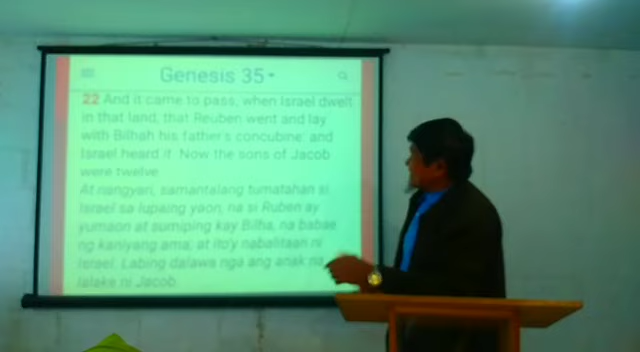 Genesis 35
22 And it came to pass, when Israel dwelt
in that land, that Reuben went and lay
with Bilhah his father's concubine: and
Israel heard it. Now the sons of Jacob
were twelve
At nangyari, samantalang tumatahan si
Israel sa lupaing yaon, na si Ruben ay
yumaon at sumiping kay Bilha, na babae
ng kaniyang ama; at ito'y nabalitaan ni
Israel. Labing dalawa nga ang anak na
lalake ni Jacob